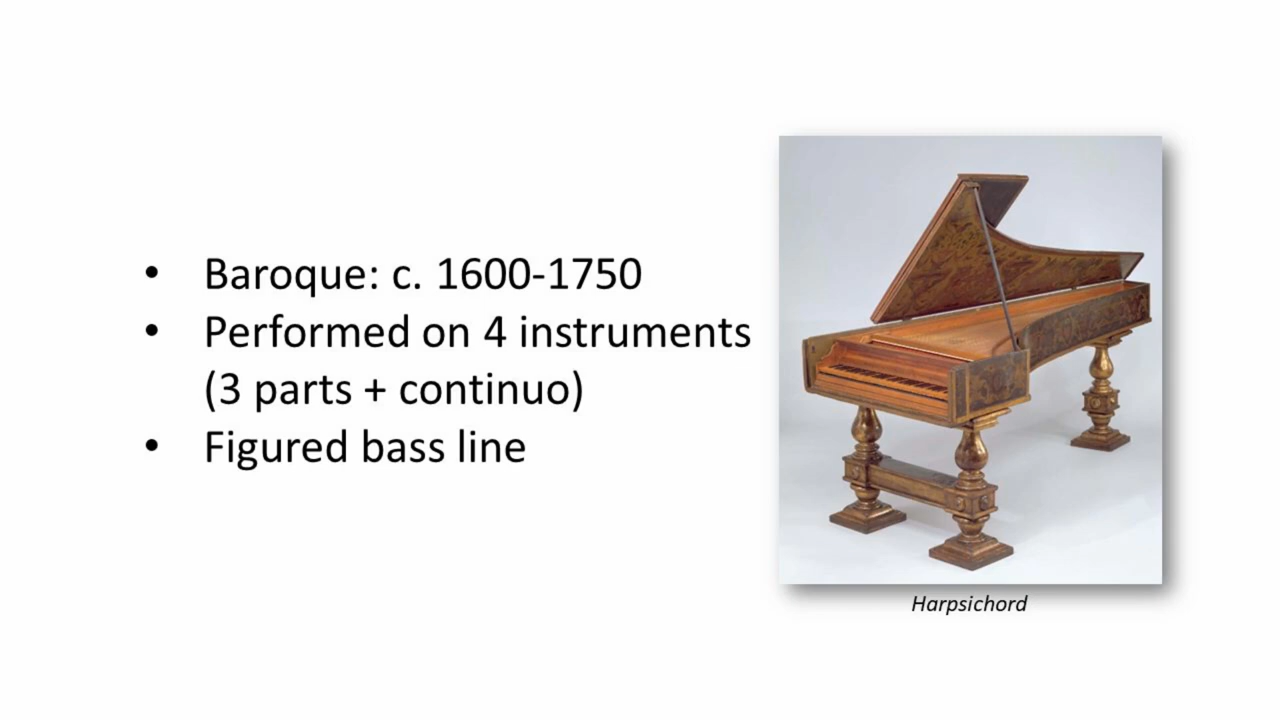 • Baroque: c. 1600-1750
• Performed on 4 instruments
(3 parts + continuo)
• Figured bass line
Harpsichord